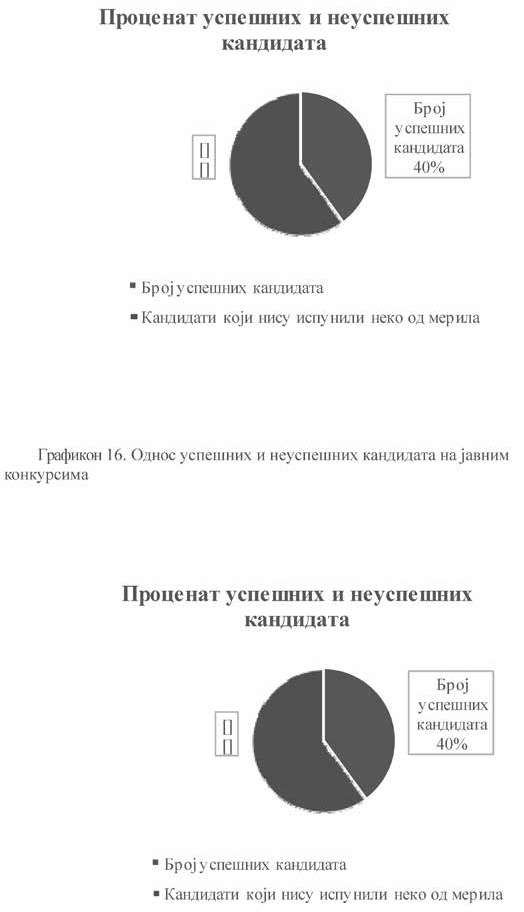 Проценат успешних и неуспешних
кандидата
Број
успешних
кандидата
40%
Број успешних кандидата
Кандидати који нису испунили неко од мерила
Графикон 16. Однос успешних и неуспешних кандидата на јавним
конкурсима
Проценат успешних и неуспешних
кандидата
Број
успешних
кандидата
40%
Број успешних кандидата
Кандидати који нису испунили неко од мерила